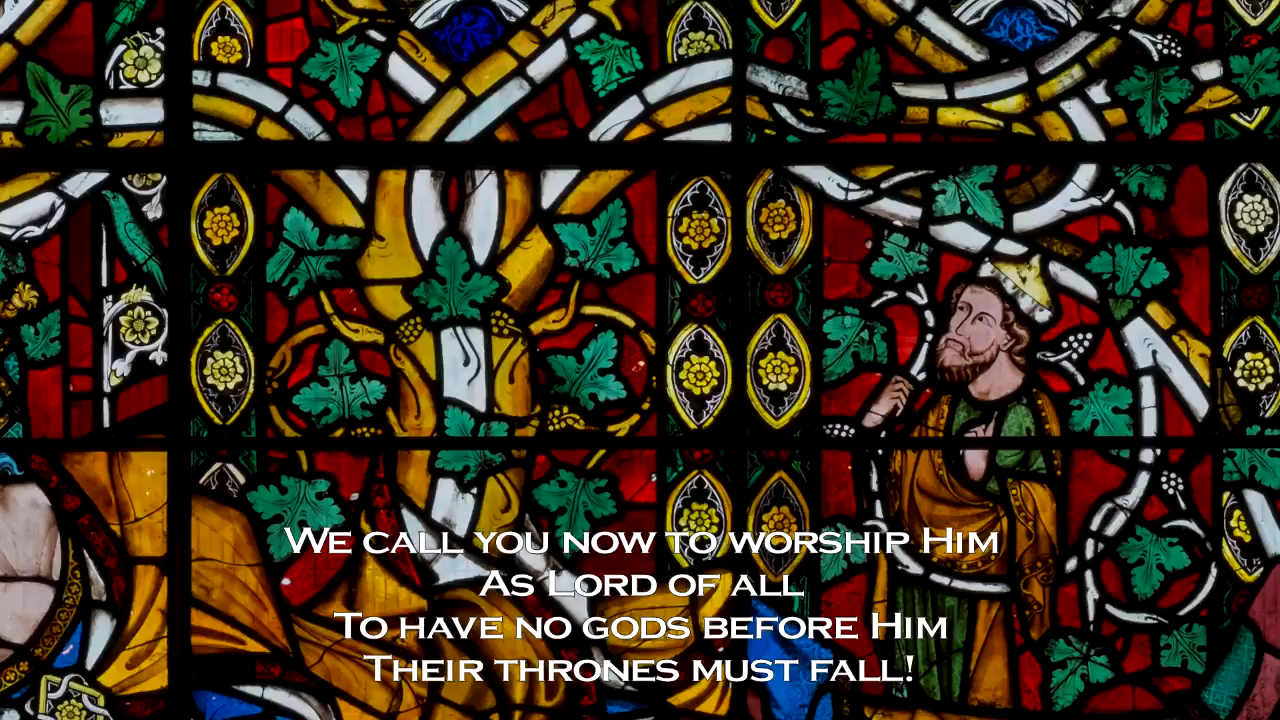 We call you now to worship Him
As Lord of all
To have no gods before Him
Their thrones must fall!